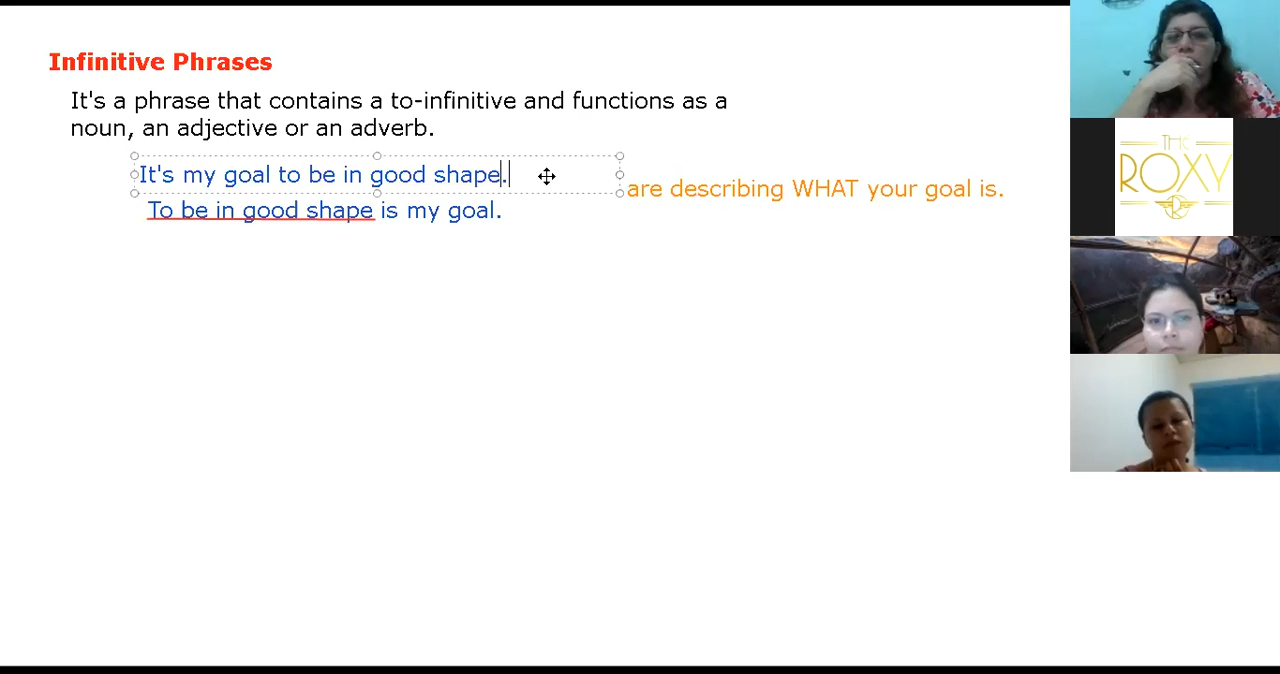 Infinitive Phrases
It's a phrase that contains a to-infinitive and functions as a
noun, an adjective or an adverb.
It's my goal to be in good shape.
are describing WHAT your goal is.
To be in good shape is my goal.
THE
ROXY
R